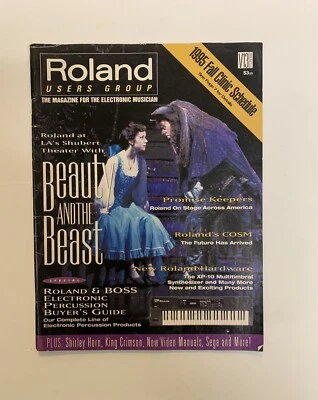 Roland
USERS GROUP
THE MAGAZINE FOR THE ELECTRONIC MUSICIAN
1995 Fall Clinic Schedule
$3.95
Roland at
LA's Shubert
Theater With
Beauty
AND THE
Beast
Promise Keepers
Roland On Stage Across America
Roland's COSM
The Future Has Arrived
New Roland Hardware
The XP-10 Multitimbral
Synthesizer and Many More
New and Exciting Products
SPECIAL
ROLAND & BOSS
ELECTRONIC
PERCUSSION
BUYER'S GUIDE
Our Complete Line of
Electronic Percussion Products
PLUS: Shirley Horn, King Crimson, New Video Manuals, Sega and More!